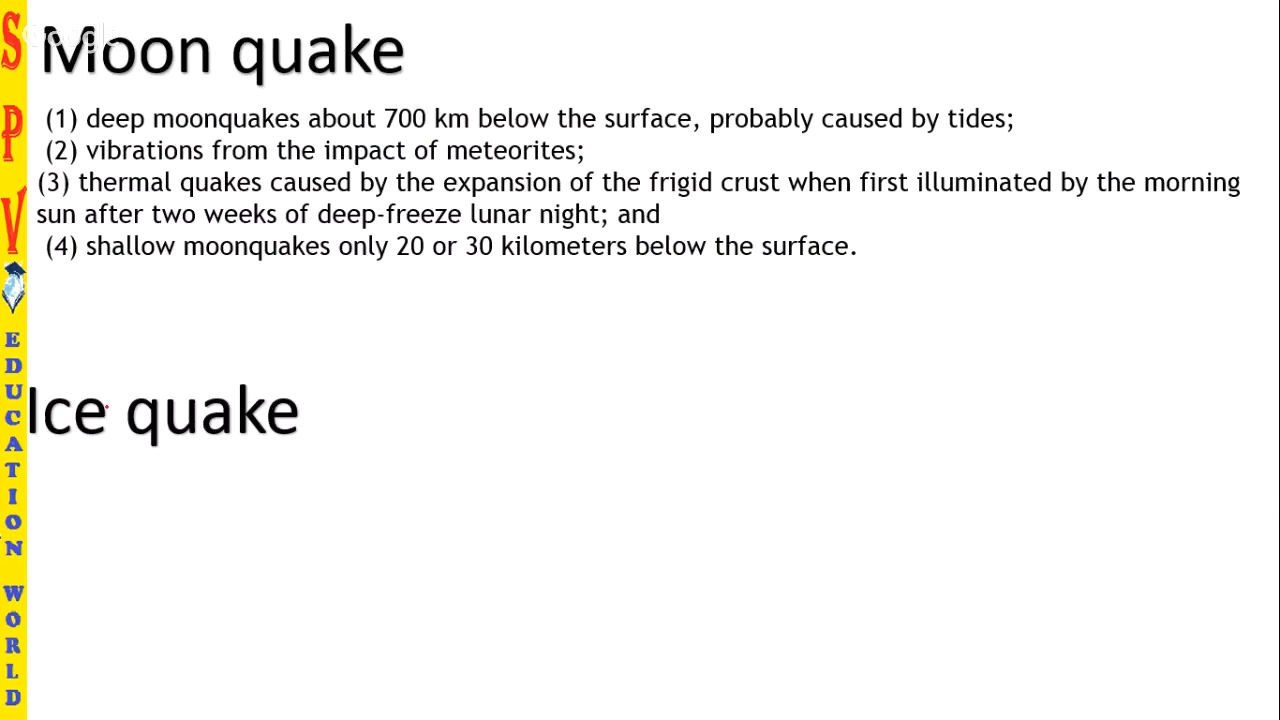 Google
Moon quake
(1) deep moonquakes about 700 km below the surface, probably caused by tides;
(2) vibrations from the impact of meteorites;
(3) thermal quakes caused by the expansion of the frigid crust when first illuminated by the morning
sun after two weeks of deep-freeze lunar night; and
(4) shallow moonquakes only 20 or 30 kilometers below the surface.
Ice quake
SPV
EDUCATION
WORLD